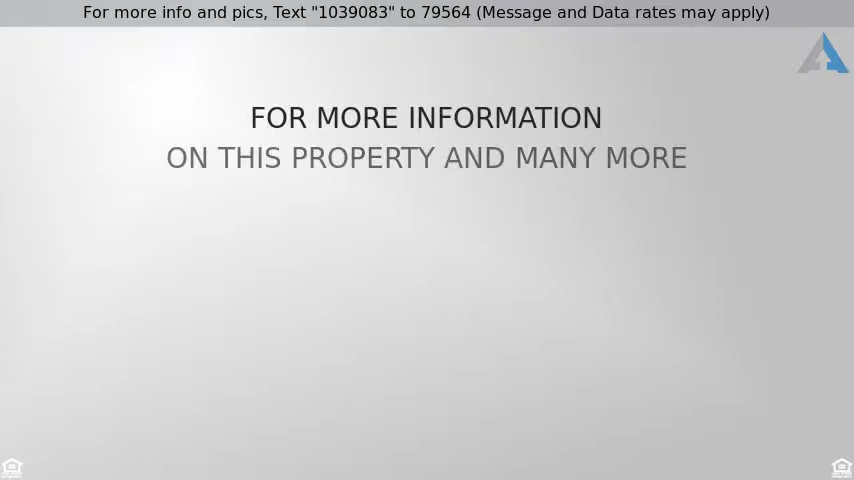 For more info and pics, Text "1039083" to 79564 (Message and Data rates may apply)
FOR MORE INFORMATION
ON THIS PROPERTY AND MANY MORE